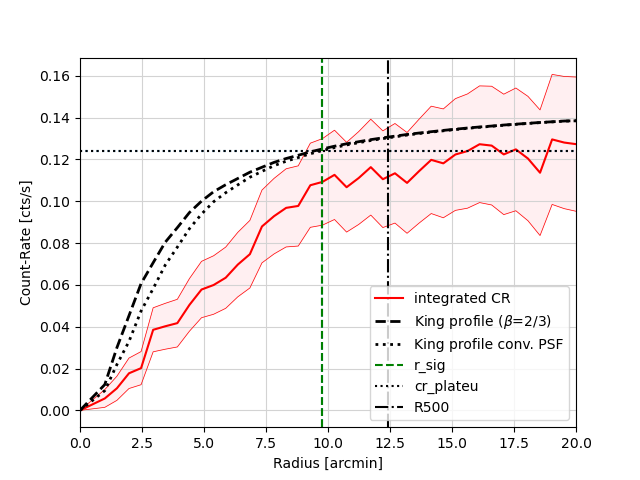 0.16
0.14
0.12
0.10
0.08
0.06
0.04
0.02
0.00
Count-Rate [cts/s]
integrated CR
King profile (β=2/3)
King profile conv. PSF
r_sig
cr_plateu
R500
0.0 2.5 5.0 7.5 10.0 12.5 15.0 17.5 20.0
Radius [arcmin]